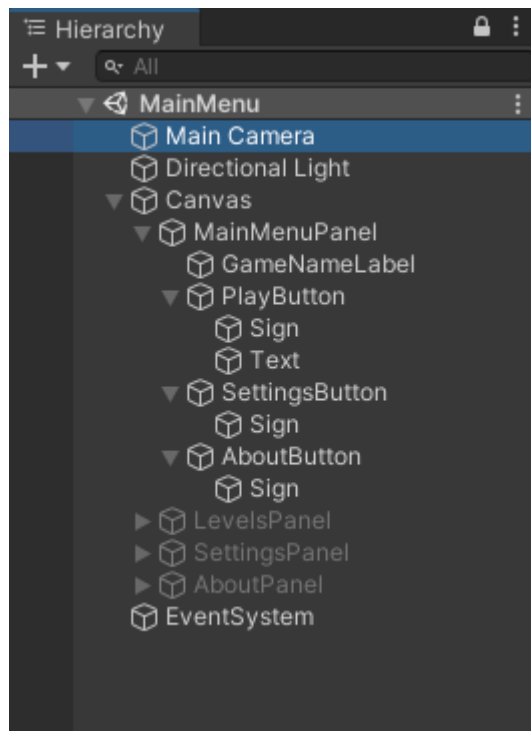 Hierarchy
All
MainMenu
Main Camera
Directional Light
Canvas
MainMenuPanel
GameNameLabel
PlayButton
Sign
Text
SettingsButton
Sign
AboutButton
Sign
LevelsPanel
SettingsPanel
AboutPanel
EventSystem